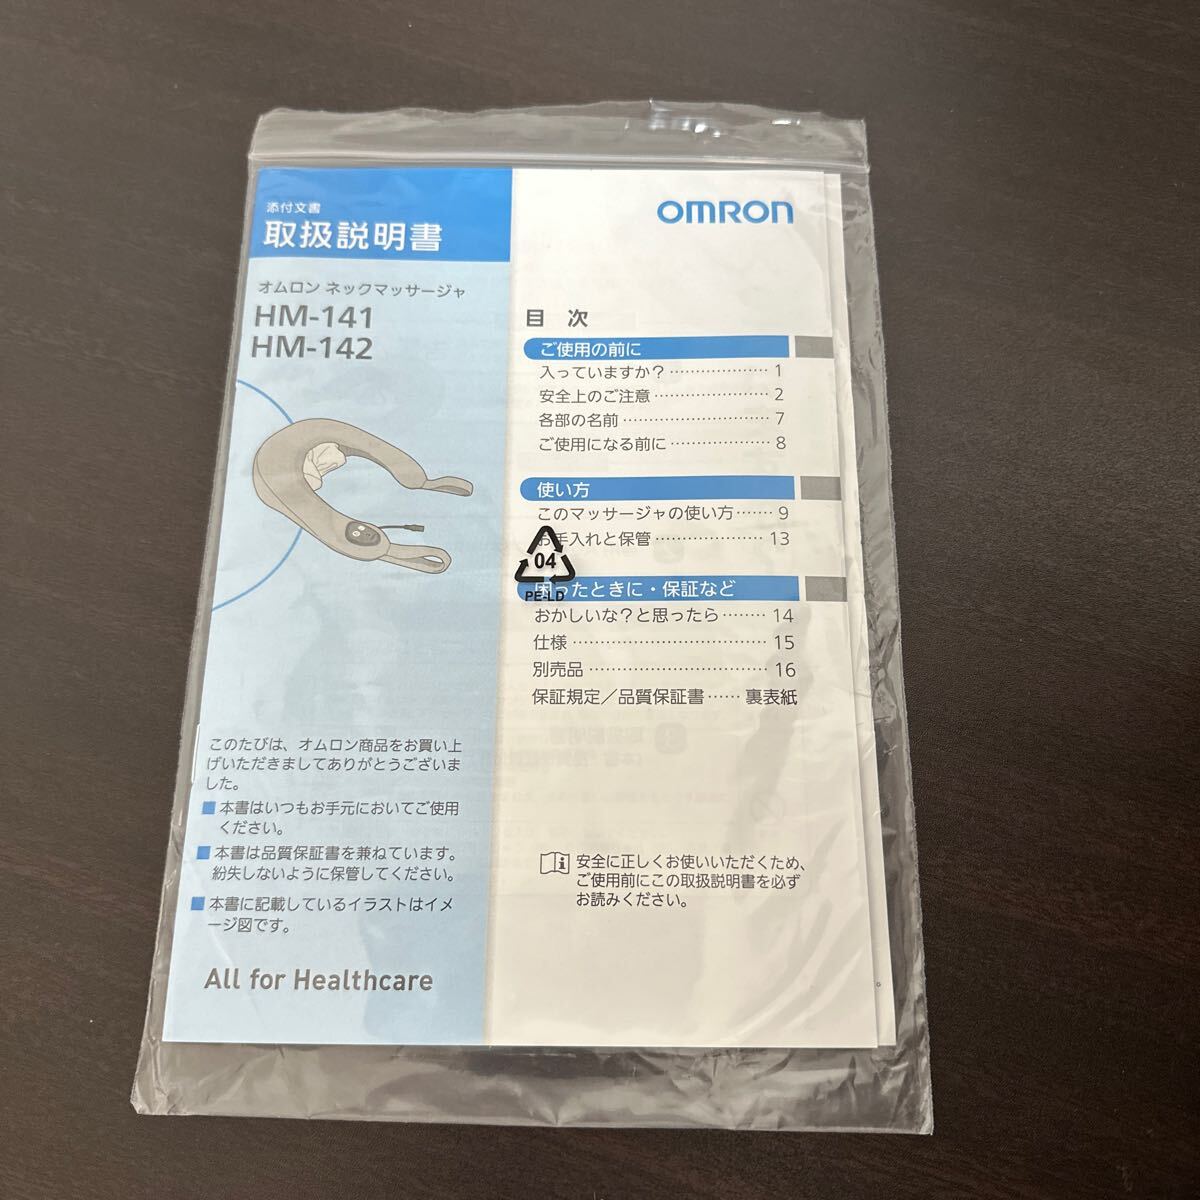 添付文書
取扱説明書
オムロン ネックマッサージャ
HM-141
HM-142
このたびは、オムロン商品をお買い上
げいただきましてありがとうございま
した。
■本書はいつもお手元においてご使用
ください。
■本書は品質保証書を兼ねています。
紛失しないように保管してください。
■本書に記載しているイラストはイメ
ージ図です。
All for Healthcare
OMRON
目 次
ご使用の前に
入っていますか？………………… 1
安全上のご注意………………… 2
各部の名前……………………… 7
ご使用になる前に……………… 8
使い方
このマッサージャの使い方……… 9
お手入れと保管………………… 13
04
PE-LD
困ったときに・保証など
おかしいな？と思ったら……… 14
仕様……………………………… 15
別売品…………………………… 16
保証規定／品質保証書…… 裏表紙
安全に正しくお使いいただくため、
ご使用前にこの取扱説明書を必ず
お読みください。